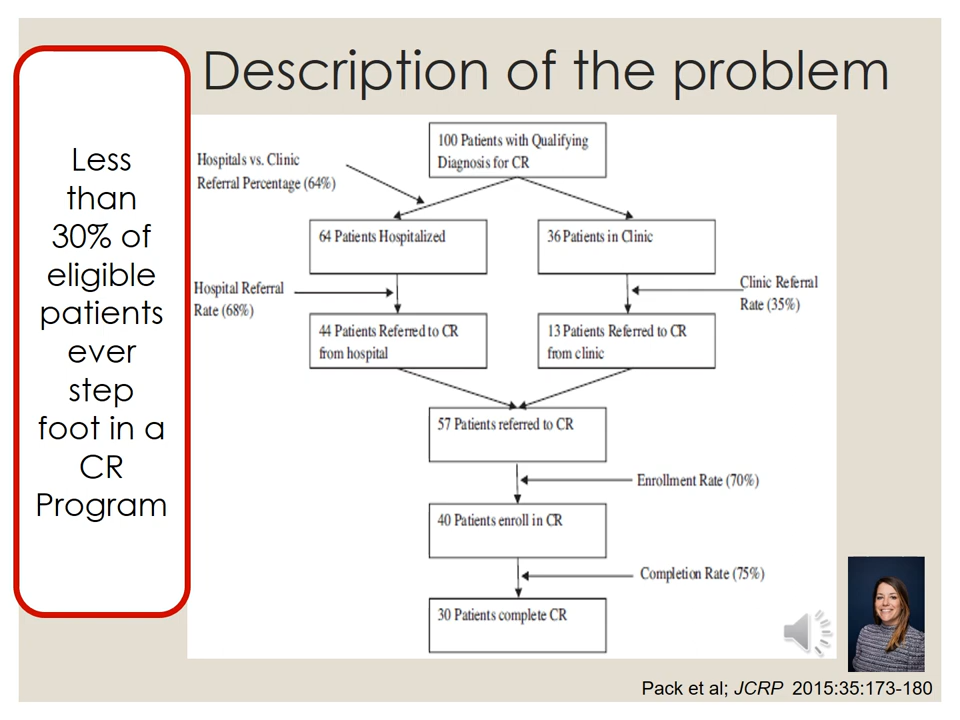 Description of the problem
Less
than
30% of
eligible
patients
ever
step
foot in a
CR
Program
100 Patients with Qualifying
Diagnosis for CR
Hospitals vs. Clinic
Referral Percentage (64%)
64 Patients Hospitalized
36 Patients in Clinic
Hospital Referral
Rate (68%)
Clinic Referral
Rate (35%)
44 Patients Referred to CR
from hospital
13 Patients Referred to CR
from clinic
57 Patients referred to CR
Enrollment Rate (70%)
40 Patients enroll in CR
Completion Rate (75%)
30 Patients complete CR
Pack et al; JCRP 2015:35:173-180